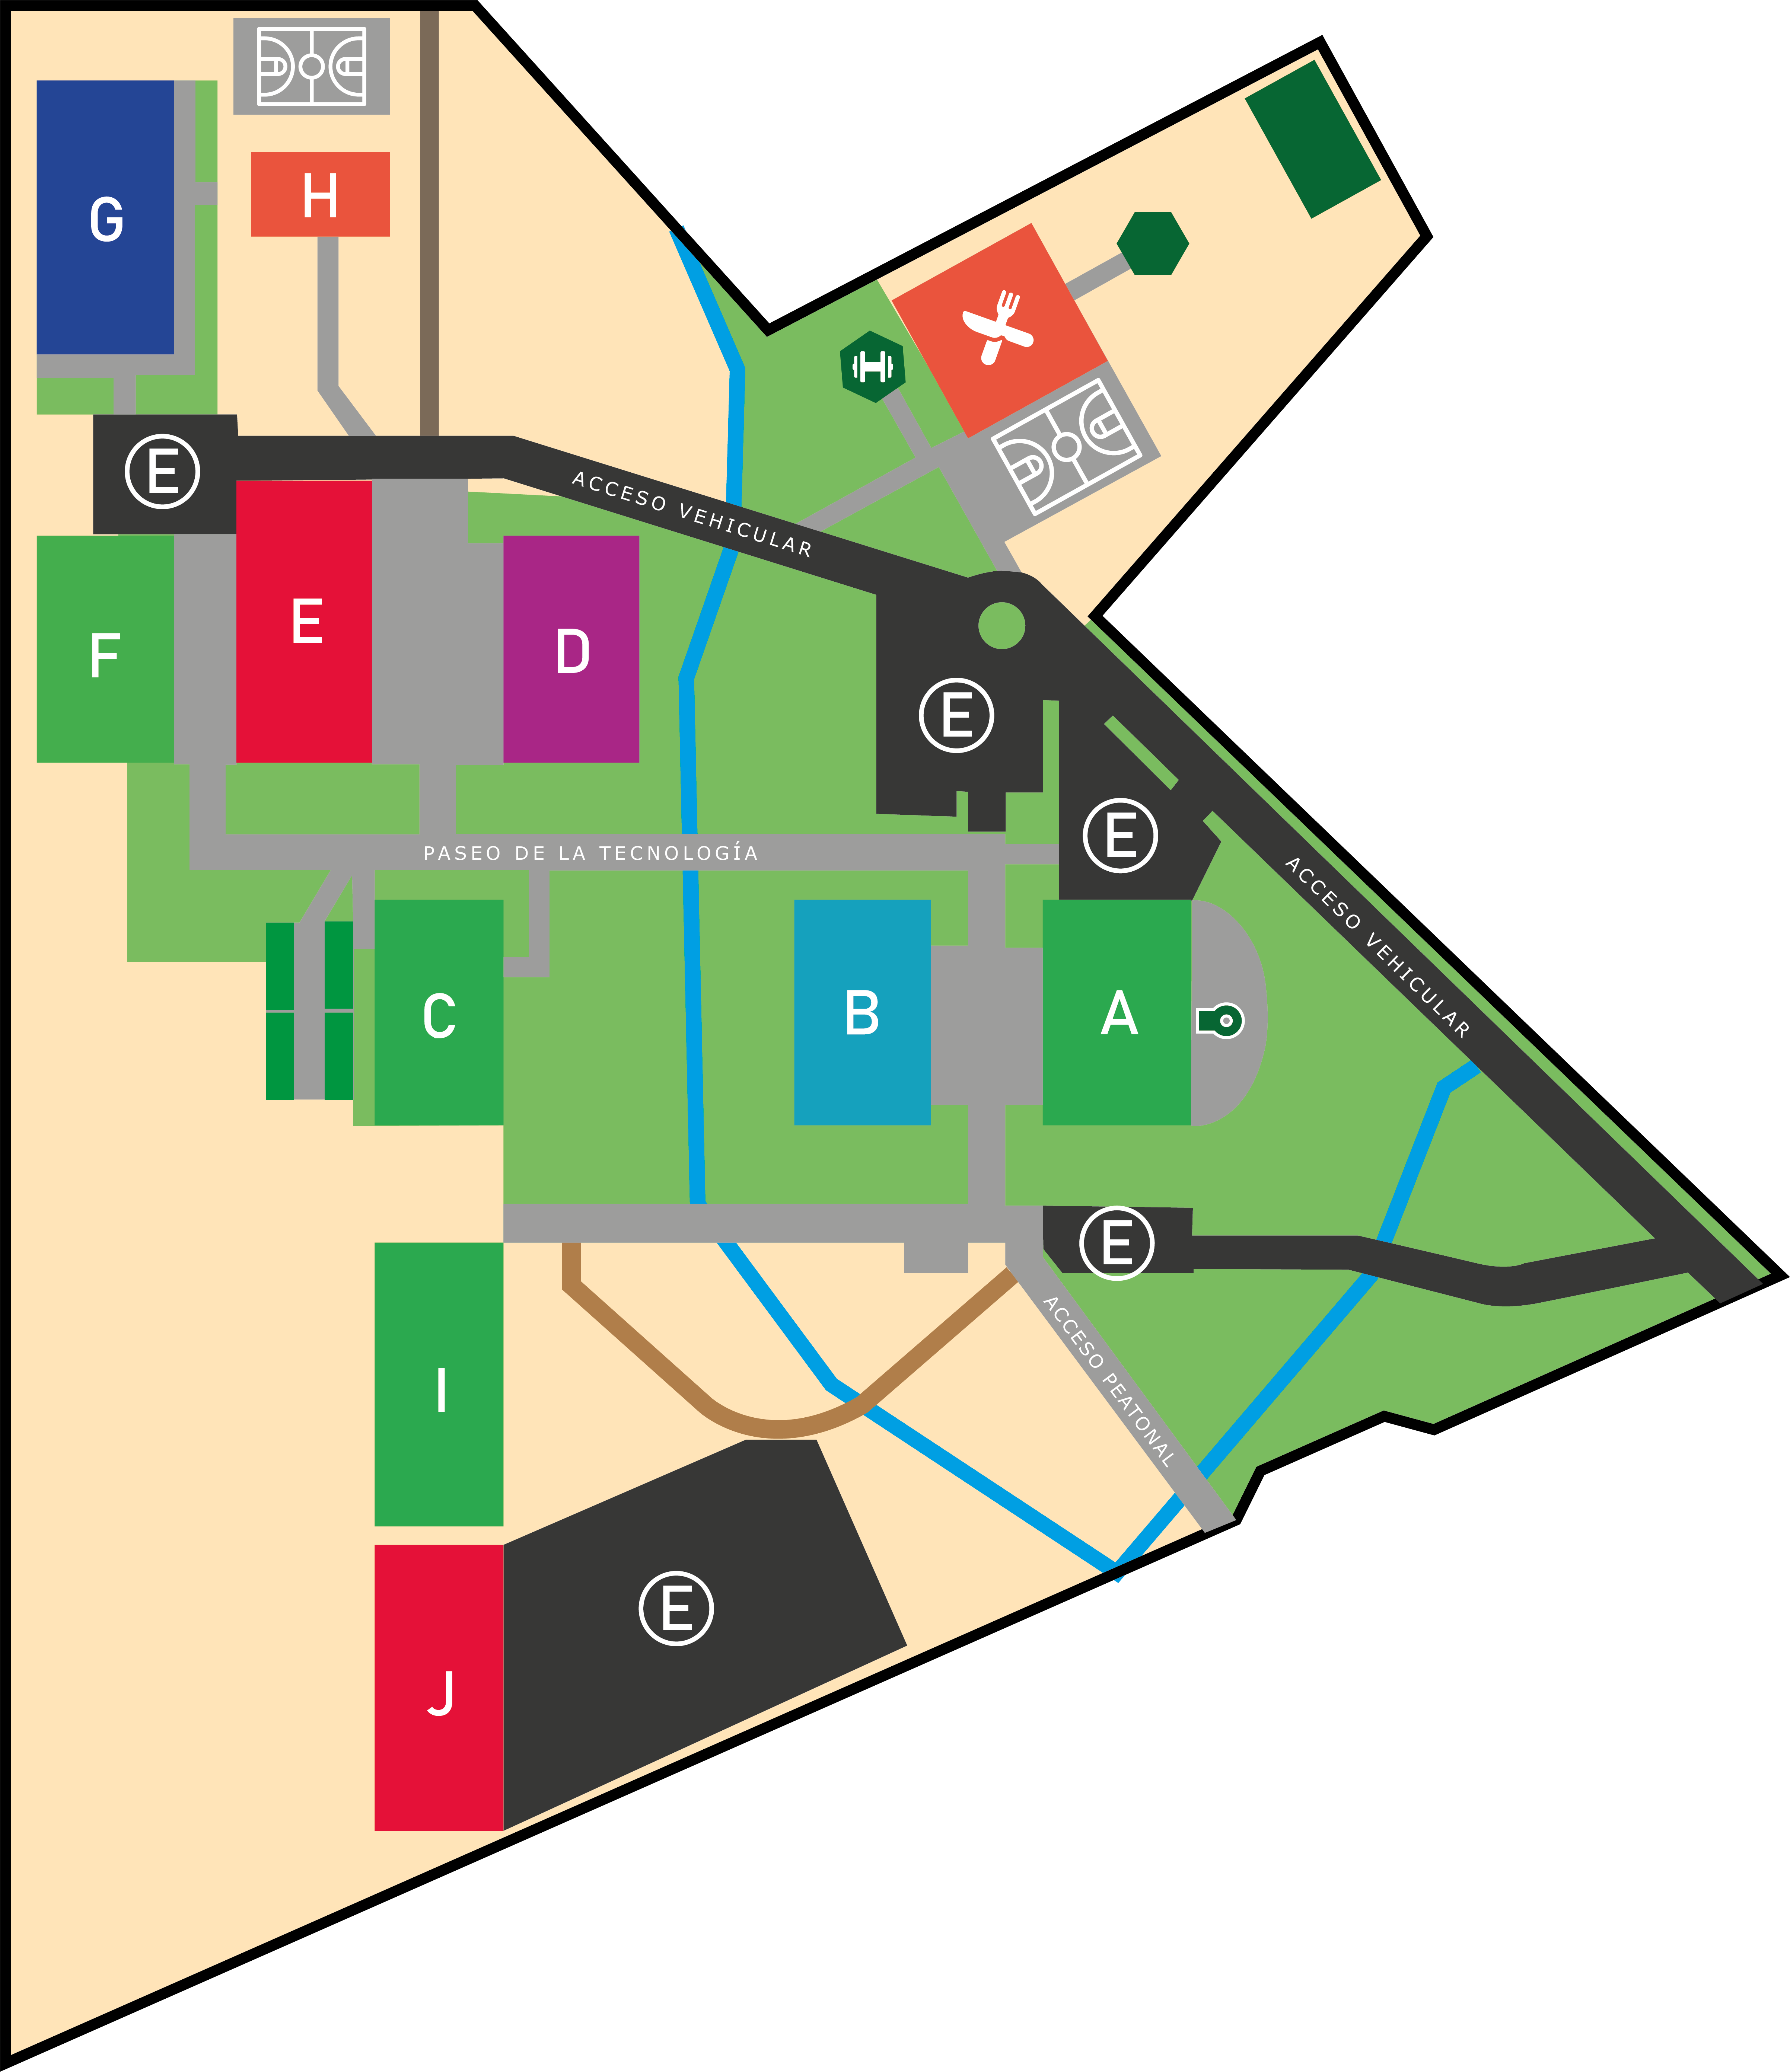 G
H
E
ACCESO VEHICULAR
F
E
D
E
E
PASEO DE LA TECNOLOGÍA
ACCESO VEHICULAR
C
B
A
E
ACCESO PEATONAL
I
E
J